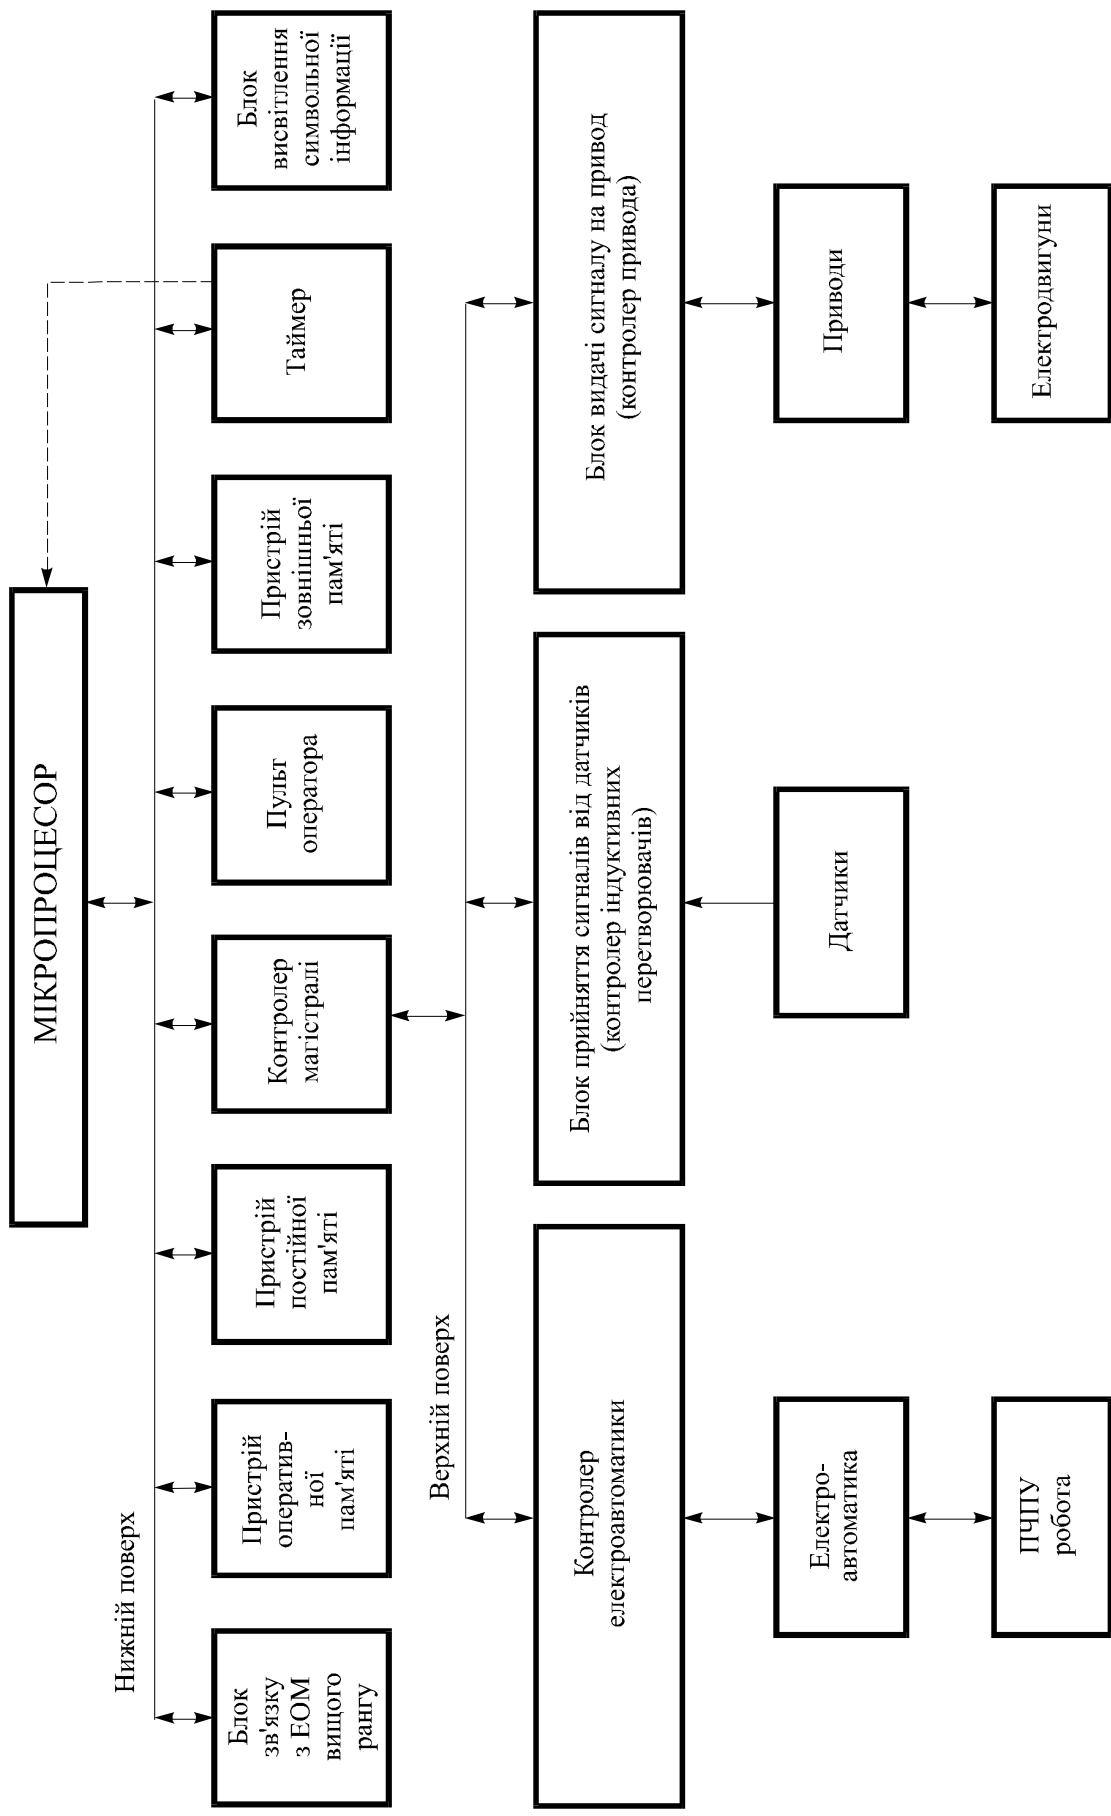 МІКРОПРОЦЕСОР
Нижній поверх
Блок
зв'язку
з ЕОМ
вищого
рангу
Пристрій
оператив-
ної
пам'яті
Пристрій
постійної
пам'яті
Контролер
магістралі
Пульт
оператора
Пристрій
зовнішньої
пам'яті
Таймер
Блок
висвітлення
символьної
інформації
Верхній поверх
Контролер
електроавтоматики
Блок прийняття сигналів від датчиків
(контролер індуктивних
перетворювачів)
Блок видачі сигналу на привод
(контролер привода)
Електро-
автоматика
Датчики
Приводи
ПЧПУ
робота
Електродвигуни